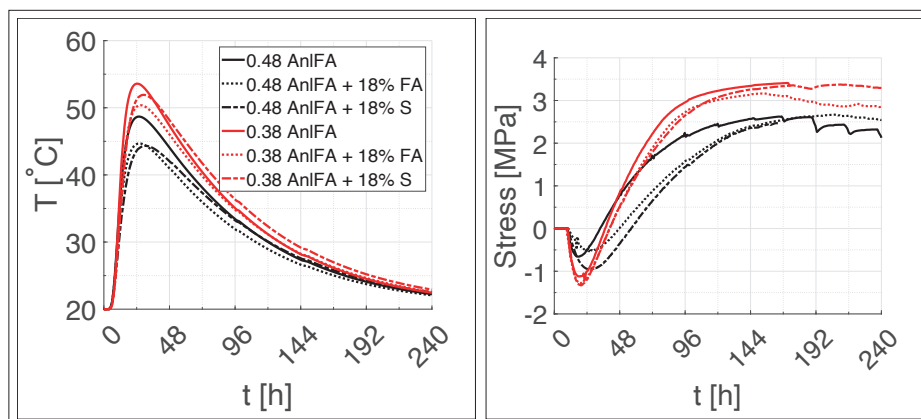 60
50
40
30
20
T [˚C]
0.48 AnlFA
0.48 AnlFA + 18% FA
0.48 AnlFA + 18% S
0.38 AnlFA
0.38 AnlFA + 18% FA
0.38 AnlFA + 18% S
0 48 96 144 192 240
t [h]
4
3
2
1
0
-1
-2
Stress [MPa]
0 48 96 144 192 240
t [h]